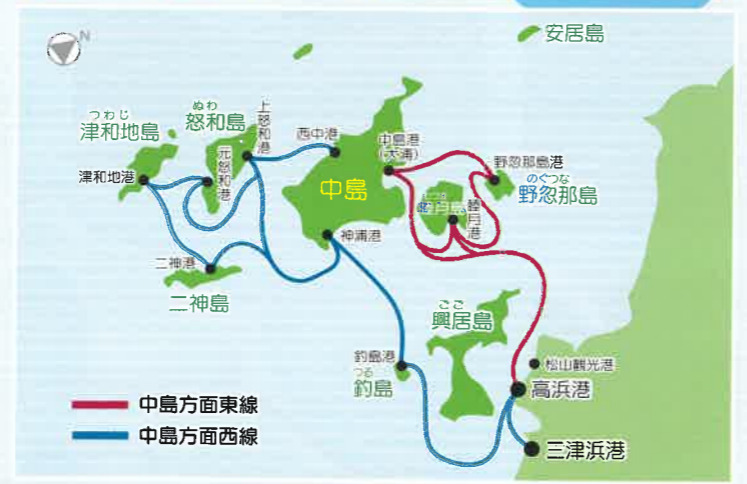 N
安居島
つわじ
津和地島
ぬわ
怒和島
上怒和港
西中港
中島港
(大浦)
野忽那島港
のぐつな
野忽那島
津和地港
元怒和港
中島
睦月港
神浦港
二神港
二神島
ごご
興居島
釣島港
つる
釣島
松山観光港
高浜港
三津浜港
中島方面東線
中島方面西線